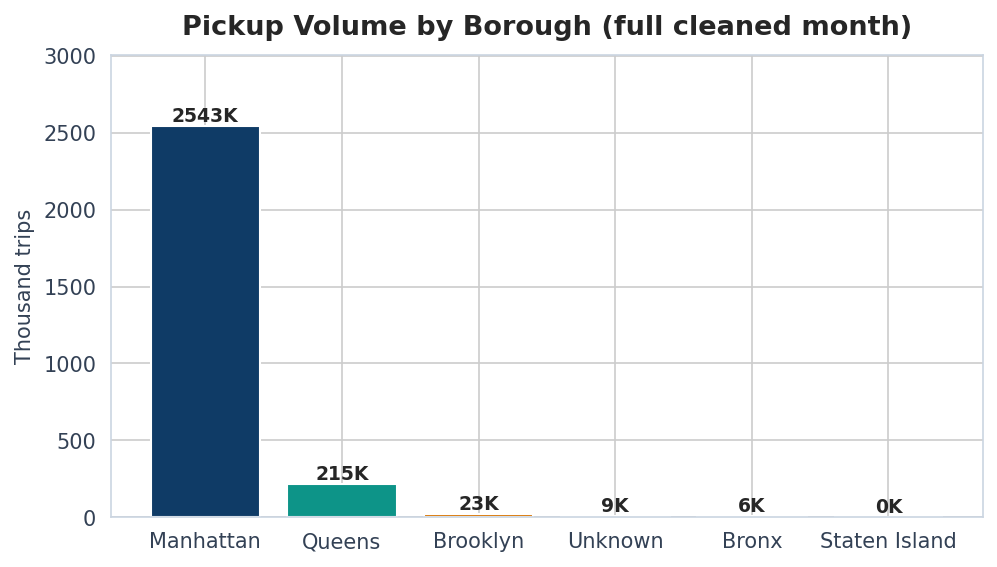 Pickup Volume by Borough (full cleaned month)
Thousand trips
3000
2500
2000
1500
1000
500
0
2543K
215K
23K
9K
6K
0K
Manhattan
Queens
Brooklyn
Unknown
Bronx
Staten Island